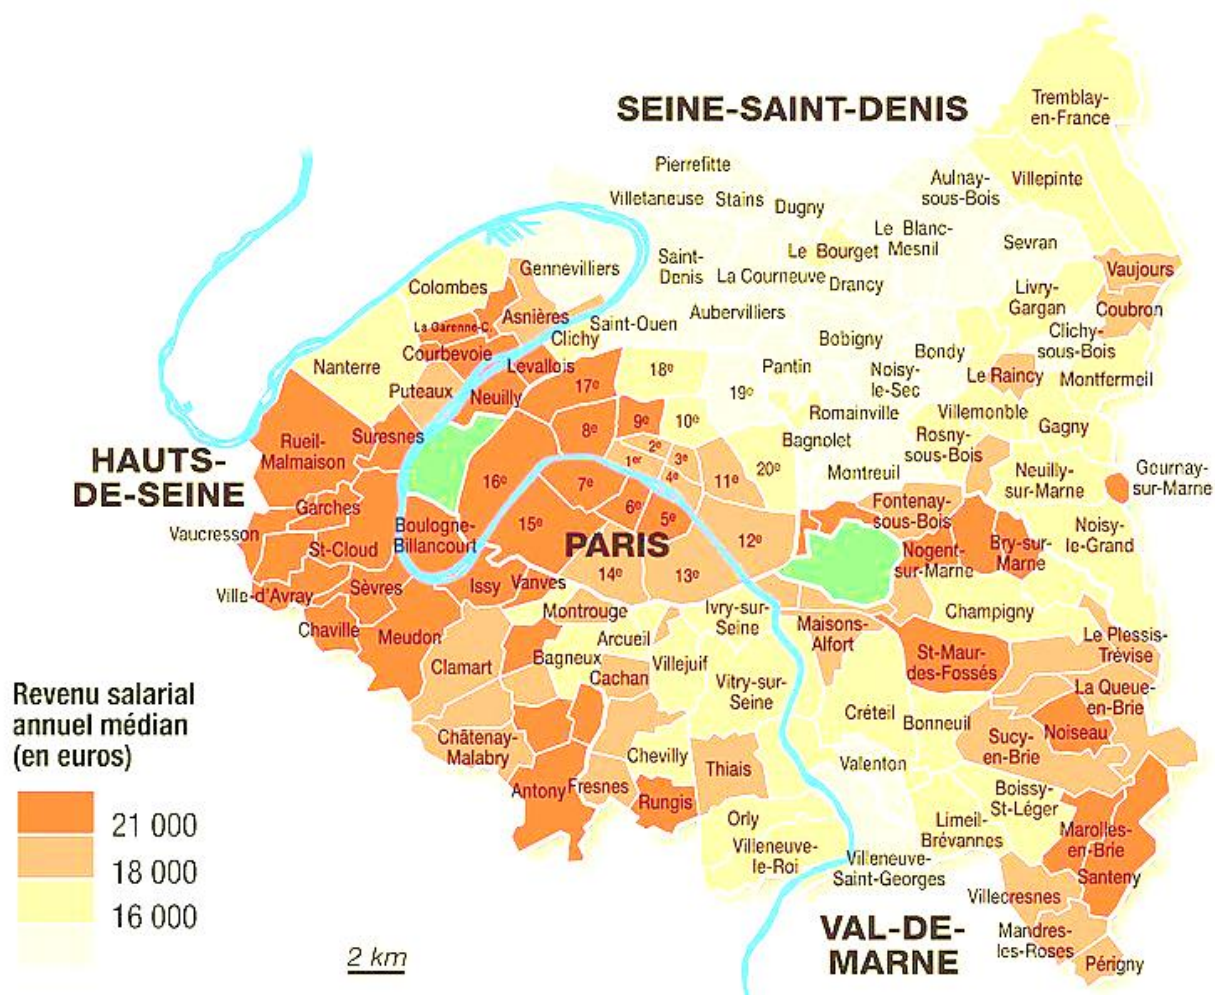 SEINE-SAINT-DENIS
Tremblay-
en-France
Pierrefitte
Villetaneuse
Stains
Dugny
Aulnay-
sous-Bois
Villepinte
Le Blanc-
Mesnil
Sevran
Le Bourget
Saint-
Denis
La Courneuve
Drancy
Vaujours
Gennevilliers
Colombes
Livry-
Gargan
Coubron
Asnières
La Garenne-C.
Saint-Ouen
Aubervilliers
Clichy
Clichy-
sous-Bois
Courbevoie
Bobigny
Bondy
Levallois
Nanterre
Puteaux
Neuilly
17e
18e
19e
Pantin
Noisy-
le-Sec
Le Raincy
Montfermeil
Romainville
Villemonble
Gagny
8e
9e
10e
Bagnolet
Rosny-
sous-Bois
Suresnes
Rueil-
Malmaison
HAUTS-
DE-SEINE
16e
1er
2e
3e
4e
11e
20e
Montreuil
Neuilly-
sur-Marne
Gournay-
sur-Marne
7e
6e
5e
Garches
Fontenay-
sous-Bois
Vaucresson
St-Cloud
Boulogne-
Billancourt
15e
PARIS
12e
Nogent-
sur-Marne
Bry-sur-
Marne
Noisy-
le-Grand
14e
13e
Ville-d'Avray
Sèvres
Issy
Vanves
Montrouge
Ivry-sur-
Seine
Champigny
Chaville
Meudon
Arcueil
Maisons-
Alfort
Le Plessis-
Trévise
Clamart
Bagneux
Cachan
Villejuif
St-Maur-
des-Fossés
Vitry-sur-
Seine
La Queue-
en-Brie
Créteil
Bonneuil
Sucy-
en-Brie
Noiseau
Châtenay-
Malabry
Chevilly
Thiais
Valenton
Antony
Fresnes
Rungis
Boissy-
St-Léger
Orly
Limeil-
Brévannes
Marolles-
en-Brie
Villeneuve-
le-Roi
Villeneuve-
Saint-Georges
Santeny
Villecresnes
VAL-DE-
MARNE
Mandres-
les-Roses
Périgny
Revenu salarial
annuel médian
(en euros)
21 000
18 000
16 000
2 km